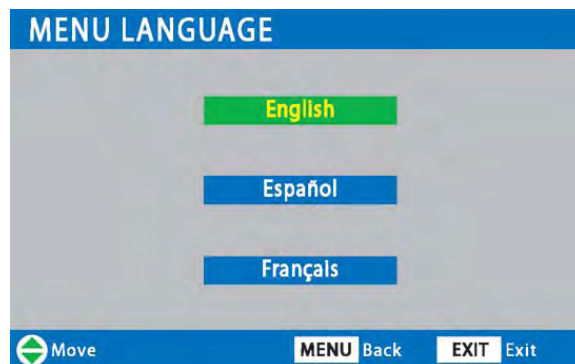 MENU LANGUAGE
English
Español
Français
Move MENU Back EXIT Exit